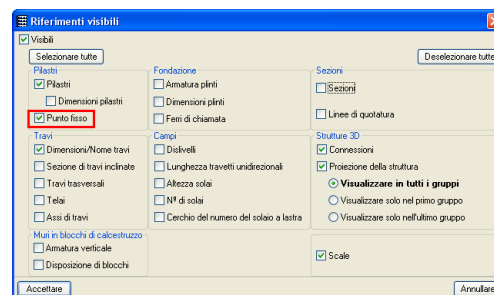 Riferimenti visibili
Visibili
Selezionare tutte
Deselezionare tutte
Pilastri
Pilastri
Dimensioni pilastri
Punto fisso
Fondazione
Armatura plinti
Dimensioni plinti
Ferri di chiamata
Sezioni
Sezioni
Linee di quotatura
Travi
Dimensioni/Nome travi
Sezione di travi inclinate
Travi trasversali
Telai
Assi di travi
Campi
Dislivelli
Lunghezza travetti unidirezionali
Altezza solai
Nº di solai
Cerchio del numero del solaio a lastra
Strutture 3D
Connessioni
Proiezione della struttura
Visualizzare in tutti i gruppi
Visualizzare solo nel primo gruppo
Visualizzare solo nell'ultimo gruppo
Muri in blocchi di calcestruzzo
Armatura verticale
Disposizione di blocchi
Scale
Accettare
Annullare